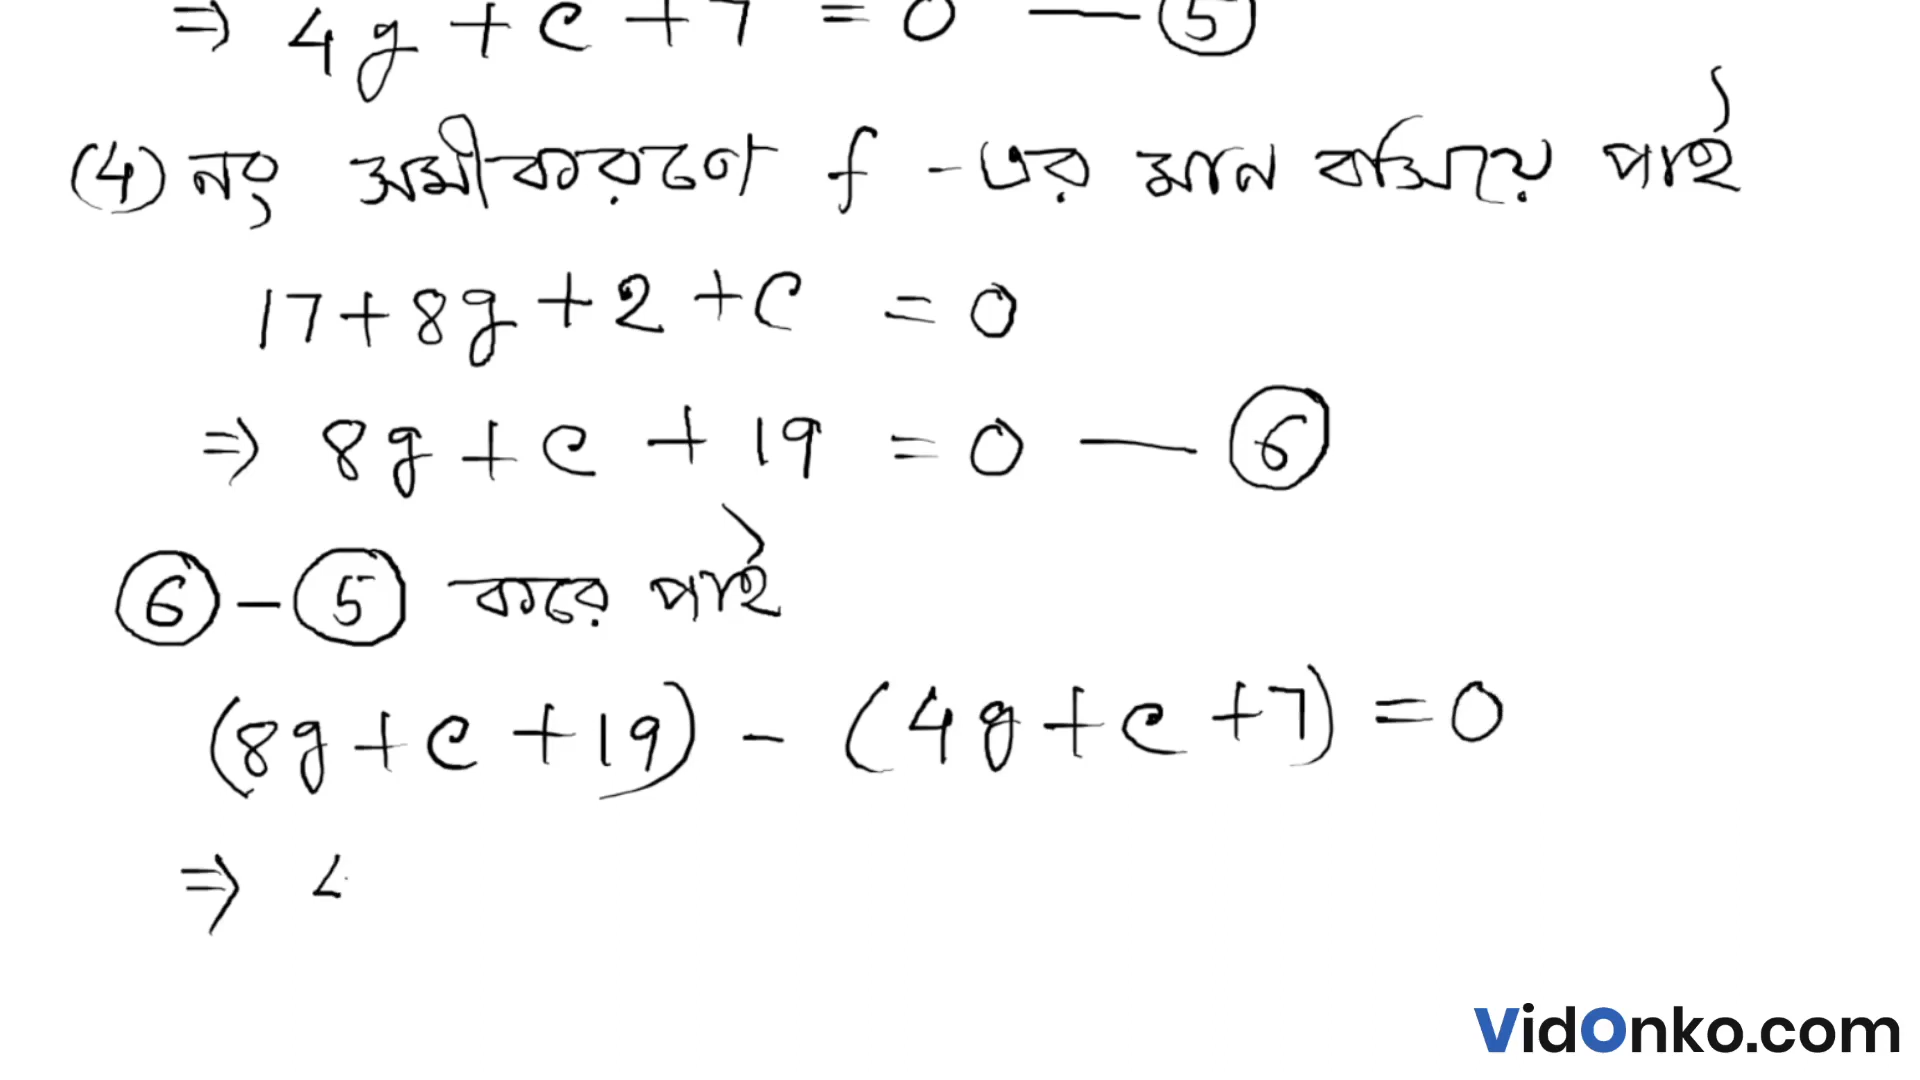 ⇒ 4g + c + 7 = 0 — ⑤
(4) নং সমীকরণে f -এর মান বসিয়ে পাই
17 + 8g + 2 + c = 0
⇒ 8g + c + 19 = 0 — ⑥
⑥ - ⑤ করে পাই
(8g + c + 19) - (4g + c + 7) = 0
⇒ 4
VidOnko.com